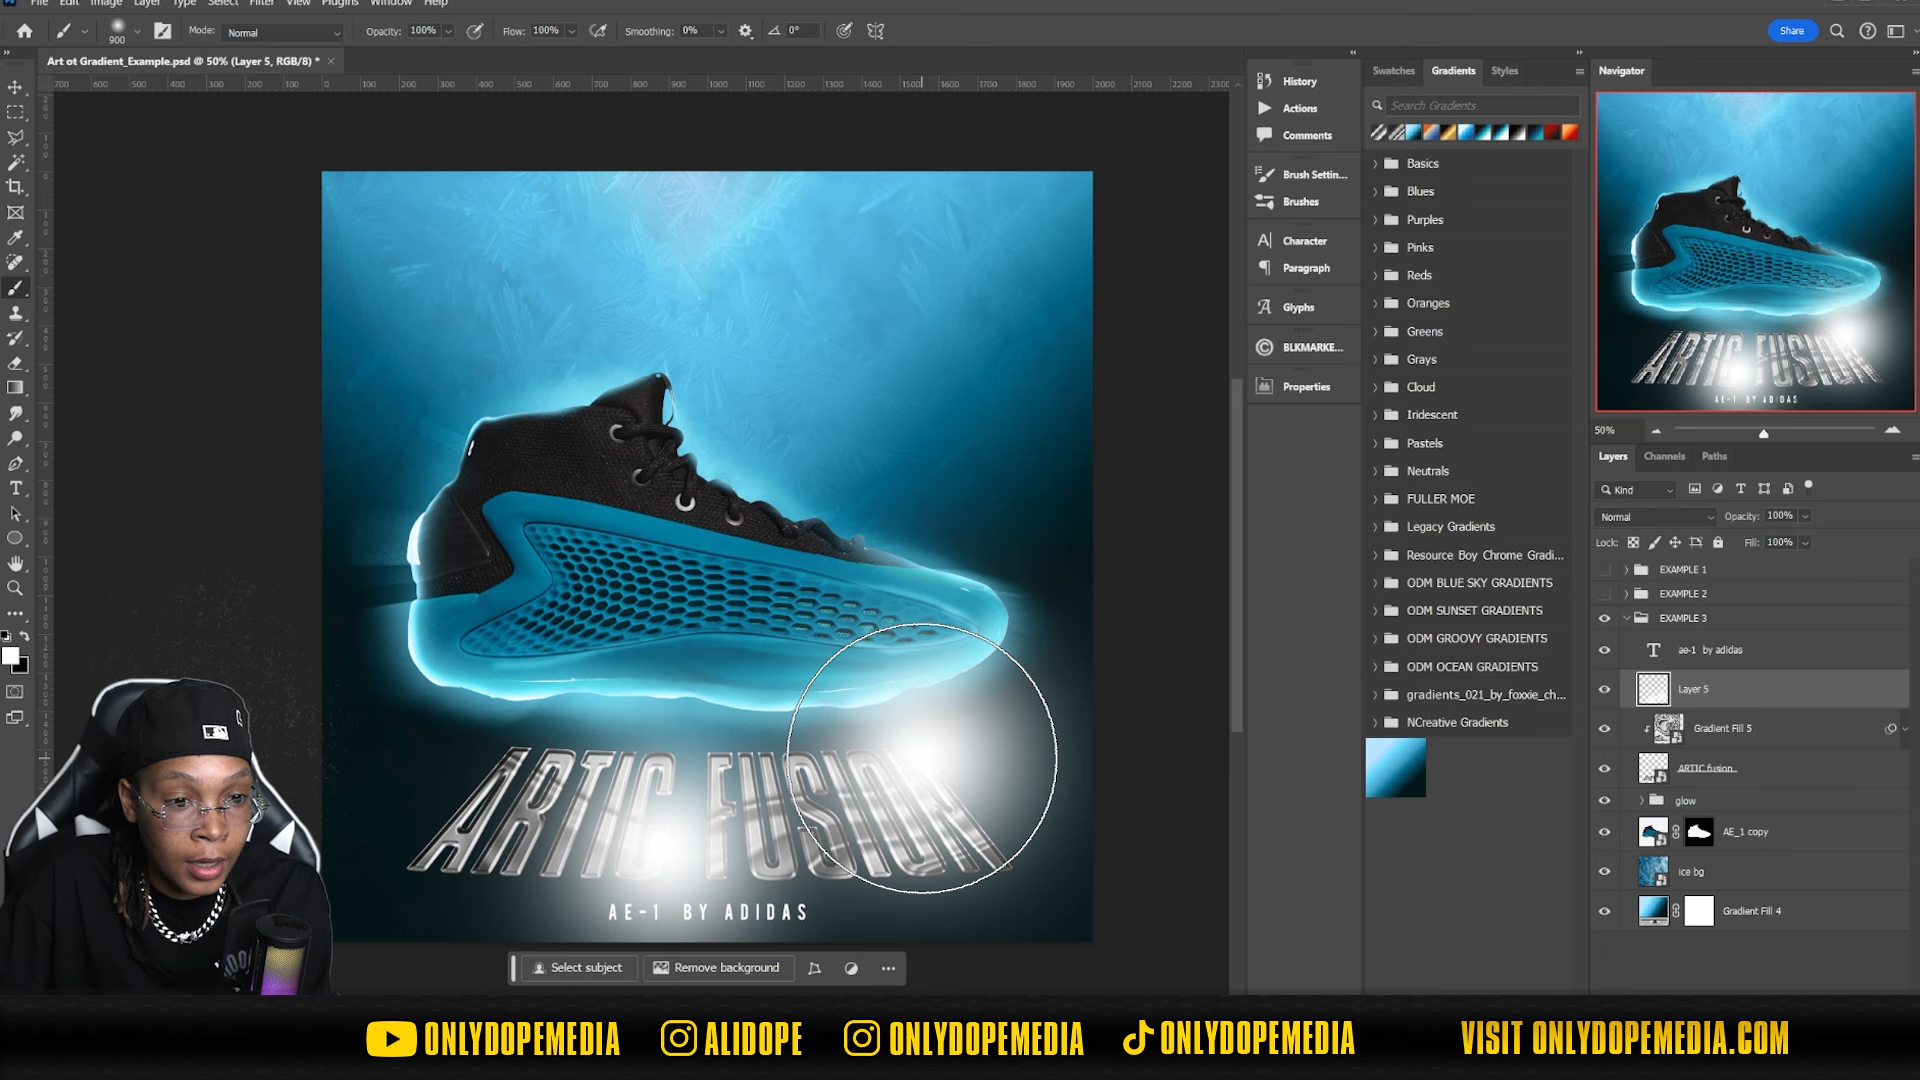 File Edit Image Layer Type Select Filter View Plugins Window Help
900 Mode: Normal Opacity: 100% Flow: 100% Smoothing: 0% 0° Share
Art ot Gradient_Example.psd @ 50% (Layer 5, RGB/8) *
History
Actions
Comments
Brush Settin...
Brushes
Character
Paragraph
Glyphs
BLKMARKE...
Properties
Swatches Gradients Styles
Search Gradients
Basics
Blues
Purples
Pinks
Reds
Oranges
Greens
Grays
Cloud
Iridescent
Pastels
Neutrals
FULLER MOE
Legacy Gradients
Resource Boy Chrome Gradi...
ODM BLUE SKY GRADIENTS
ODM SUNSET GRADIENTS
ODM GROOVY GRADIENTS
ODM OCEAN GRADIENTS
gradients_021_by_foxxie_ch...
NCreative Gradients
Navigator
ARTIC FUSION
AE-1 BY ADIDAS
50%
Layers Channels Paths
Kind
Normal Opacity: 100%
Lock: Fill: 100%
EXAMPLE 1
EXAMPLE 2
EXAMPLE 3
ae-1 by adidas
Layer 5
Gradient Fill 5
ARTIC fusion
glow
AE_1 copy
ice bg
Gradient Fill 4
ARTIC FUSION
AE-1 BY ADIDAS
Select subject Remove background
ONLYDOPEMEDIA ALIDOPE ONLYDOPEMEDIA ONLYDOPEMEDIA VISIT ONLYDOPEMEDIA.COM